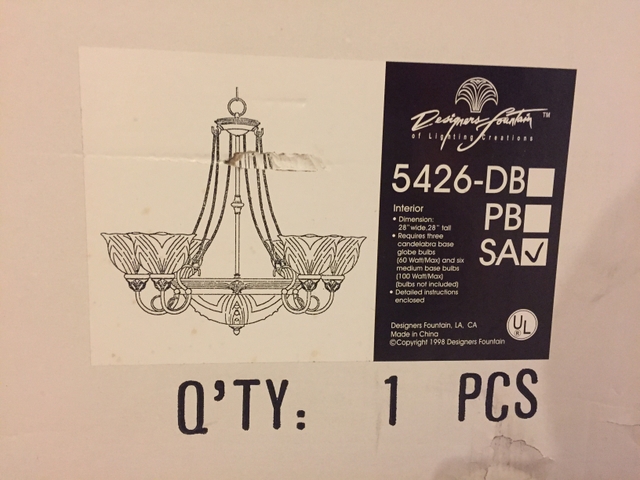 Designers Fountain™
of Lighting Creations
5426-DB
PB
SA
Interior
• Dimension:
28" wide,28" tall
• Requires three
candelabra base
globe bulbs
(60 Watt/Max) and six
medium base bulbs
(100 Watt/Max)
(bulbs not included)
• Detailed instructions
enclosed
Designers Fountain, LA, CA
Made in China
©Copyright 1998 Designers Fountain
UL
Q'TY: 1 PCS